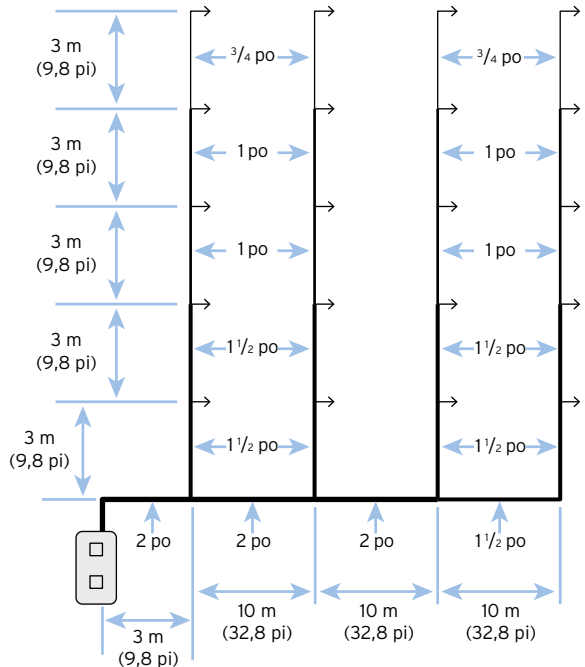 3 m
(9,8 pi)
3/4 po
3/4 po
3 m
(9,8 pi)
1 po
1 po
3 m
(9,8 pi)
1 po
1 po
3 m
(9,8 pi)
1 1/2 po
1 1/2 po
3 m
(9,8 pi)
1 1/2 po
1 1/2 po
2 po
2 po
2 po
1 1/2 po
3 m
(9,8 pi)
10 m
(32,8 pi)
10 m
(32,8 pi)
10 m
(32,8 pi)